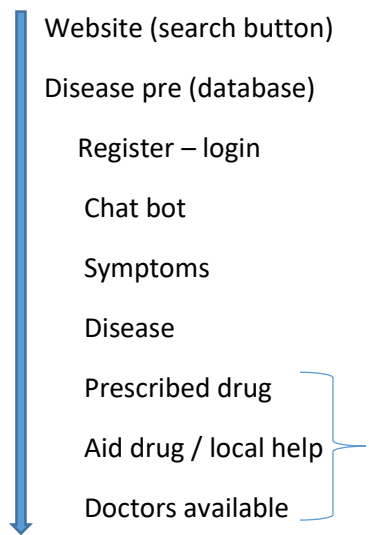 Website (search button)
Disease pre (database)
Register – login
Chat bot
Symptoms
Disease
Prescribed drug
Aid drug / local help
Doctors available